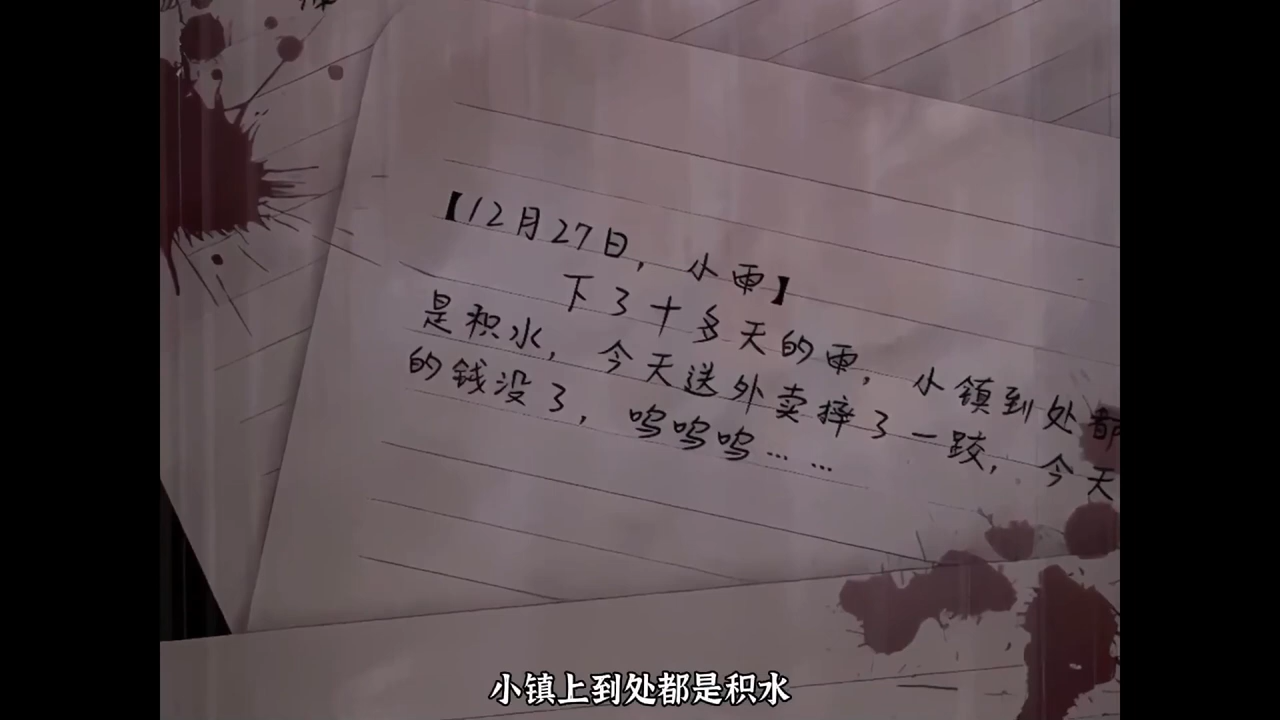 【12月27日，小雨】
下了十多天的雨，小镇到处都
是积水，今天送外卖摔了一跤，今天
的钱没了，呜呜呜……
小镇上到处都是积水